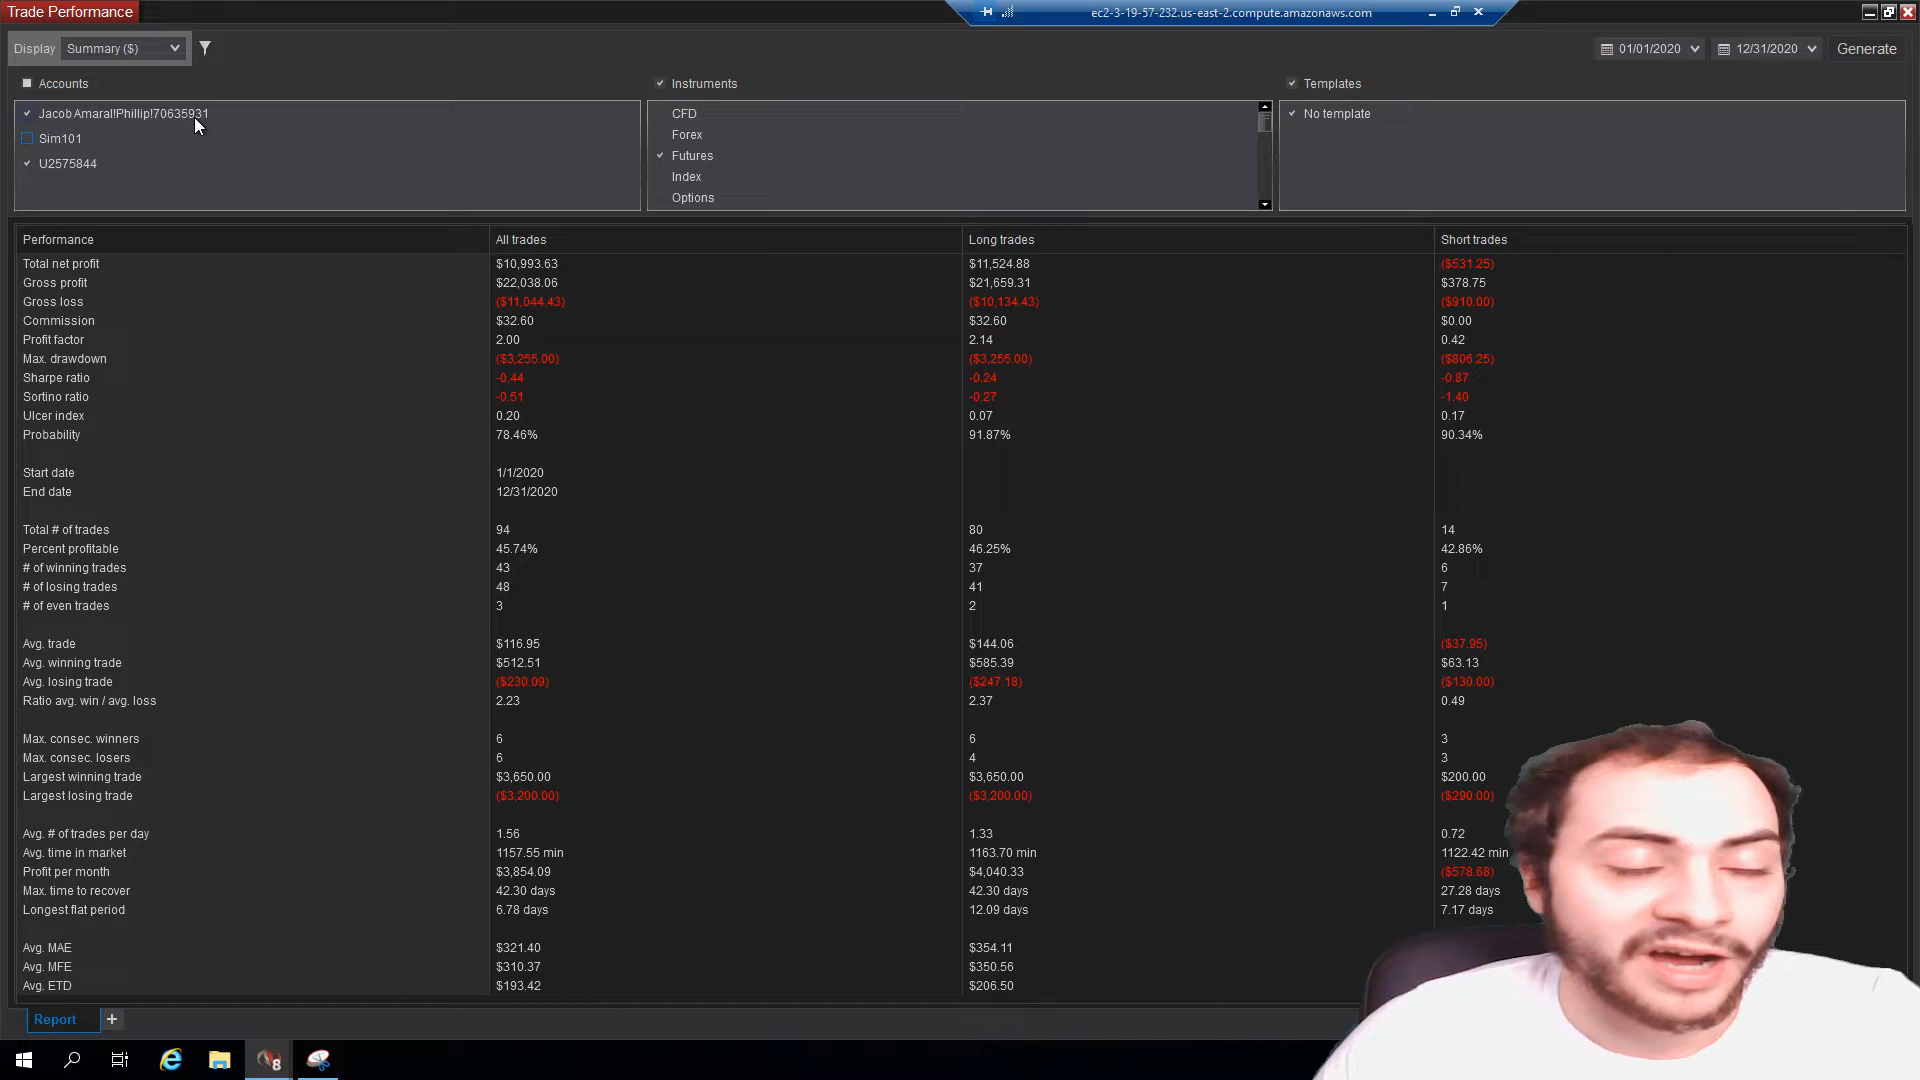 Trade Performance
ec2-3-19-57-232.us-east-2.compute.amazonaws.com
Display Summary ($) 01/01/2020 12/31/2020 Generate
Accounts Instruments Templates
Jacob Amaral!Phillip!70635931 CFD No template
Sim101 Forex
U2575844 Futures
Index
Options
Performance All trades Long trades Short trades
Total net profit $10,993.63 $11,524.88 ($531.25)
Gross profit $22,038.06 $21,659.31 $378.75
Gross loss ($11,044.43) ($10,134.43) ($910.00)
Commission $32.60 $32.60 $0.00
Profit factor 2.00 2.14 0.42
Max. drawdown ($3,255.00) ($3,255.00) ($806.25)
Sharpe ratio -0.44 -0.24 -0.87
Sortino ratio -0.51 -0.27 -1.40
Ulcer index 0.20 0.07 0.17
Probability 78.46% 91.87% 90.34%
Start date 1/1/2020
End date 12/31/2020
Total # of trades 94 80 14
Percent profitable 45.74% 46.25% 42.86%
# of winning trades 43 37 6
# of losing trades 48 41 7
# of even trades 3 2 1
Avg. trade $116.95 $144.06 ($37.95)
Avg. winning trade $512.51 $585.39 $63.13
Avg. losing trade ($230.09) ($247.18) ($130.00)
Ratio avg. win / avg. loss 2.23 2.37 0.49
Max. consec. winners 6 6 3
Max. consec. losers 6 4 3
Largest winning trade $3,650.00 $3,650.00 $200.00
Largest losing trade ($3,200.00) ($3,200.00) ($290.00)
Avg. # of trades per day 1.56 1.33 0.72
Avg. time in market 1157.55 min 1163.70 min 1122.42 min
Profit per month $3,854.09 $4,040.33 ($578.68)
Max. time to recover 42.30 days 42.30 days 27.28 days
Longest flat period 6.78 days 12.09 days 7.17 days
Avg. MAE $321.40 $354.11
Avg. MFE $310.37 $350.56
Avg. ETD $193.42 $206.50
Report +
8